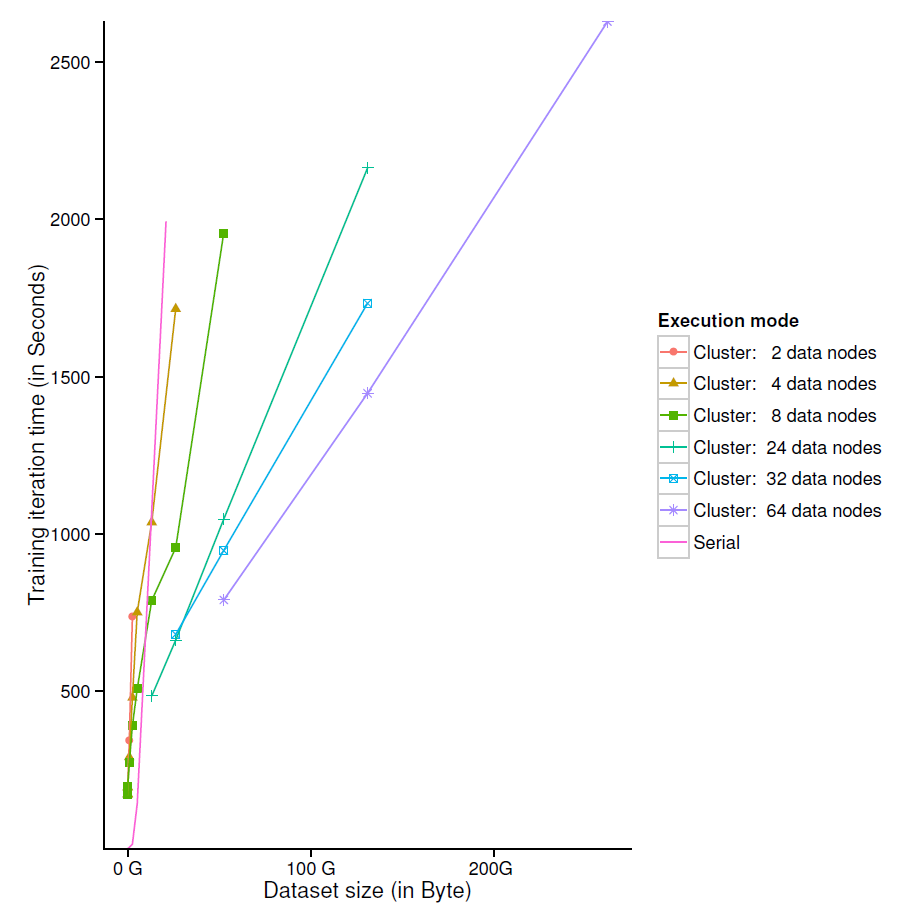 2500
2000
1500
1000
500
Training iteration time (in Seconds)
0 G
100 G
200G
Dataset size (in Byte)
Execution mode
Cluster: 2 data nodes
Cluster: 4 data nodes
Cluster: 8 data nodes
Cluster: 24 data nodes
Cluster: 32 data nodes
Cluster: 64 data nodes
Serial